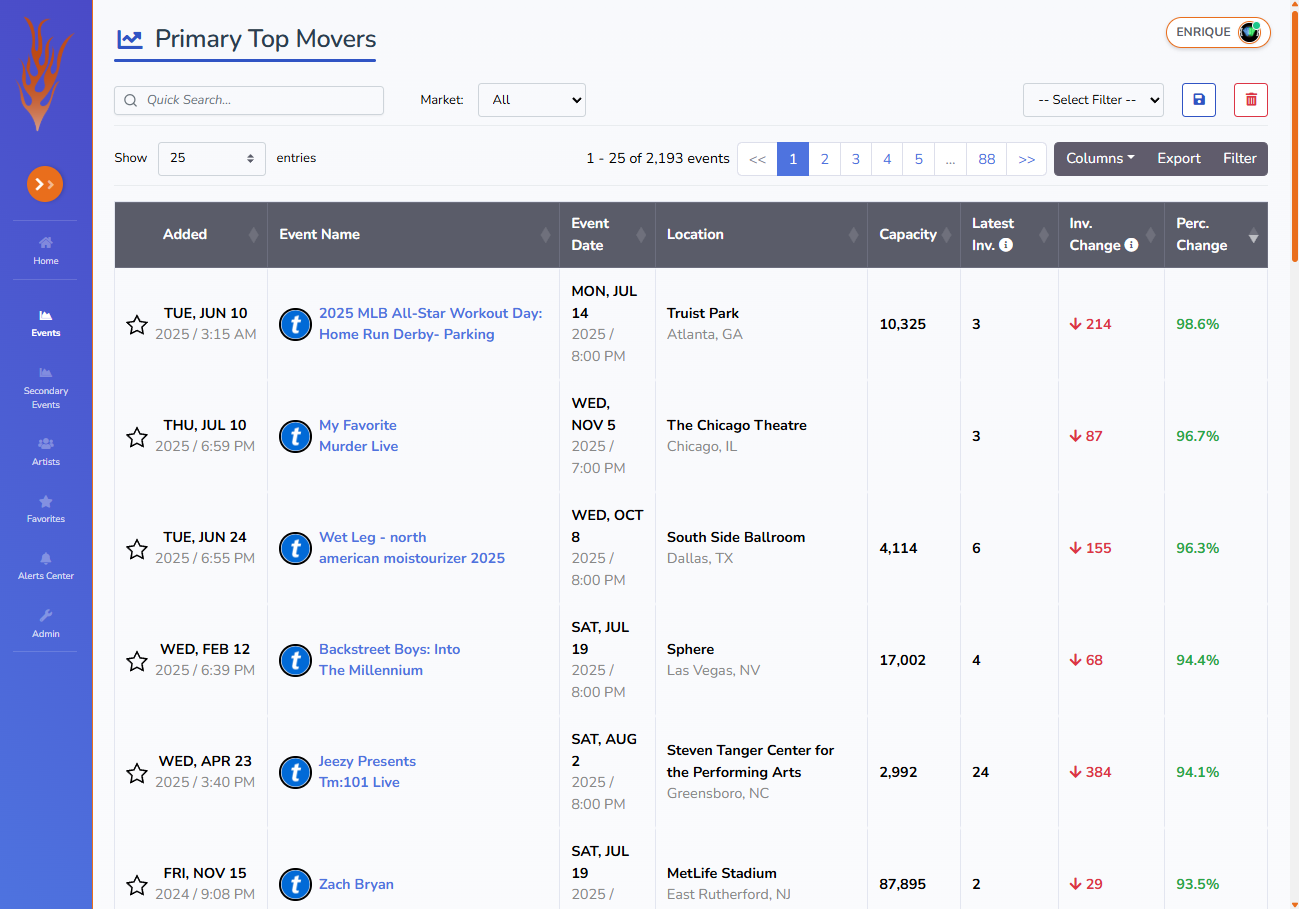 Primary Top Movers
ENRIQUE
Quick Search...
Market:
All
-- Select Filter --
Show
25
entries
1 - 25 of 2,193 events
<<
1
2
3
4
5
...
88
>>
Columns
Export
Filter
Home
Events
Secondary
Events
Artists
Favorites
Alerts Center
Admin
Added
Event Name
Event
Date
Location
Capacity
Latest
Inv.
Inv.
Change
Perc.
Change
TUE, JUN 10
2025 / 3:15 AM
t
2025 MLB All-Star Workout Day:
Home Run Derby- Parking
MON, JUL
14
2025 /
8:00 PM
Truist Park
Atlanta, GA
10,325
3
214
98.6%
THU, JUL 10
2025 / 6:59 PM
t
My Favorite
Murder Live
WED,
NOV 5
2025 /
7:00 PM
The Chicago Theatre
Chicago, IL
3
87
96.7%
TUE, JUN 24
2025 / 6:55 PM
t
Wet Leg - north
american moistourizer 2025
WED, OCT
8
2025 /
8:00 PM
South Side Ballroom
Dallas, TX
4,114
6
155
96.3%
WED, FEB 12
2025 / 6:39 PM
t
Backstreet Boys: Into
The Millennium
SAT, JUL
19
2025 /
8:00 PM
Sphere
Las Vegas, NV
17,002
4
68
94.4%
WED, APR 23
2025 / 3:40 PM
t
Jeezy Presents
Tm:101 Live
SAT, AUG
2
2025 /
8:00 PM
Steven Tanger Center for
the Performing Arts
Greensboro, NC
2,992
24
384
94.1%
FRI, NOV 15
2024 / 9:08 PM
t
Zach Bryan
SAT, JUL
19
2025 /
MetLife Stadium
East Rutherford, NJ
87,895
2
29
93.5%